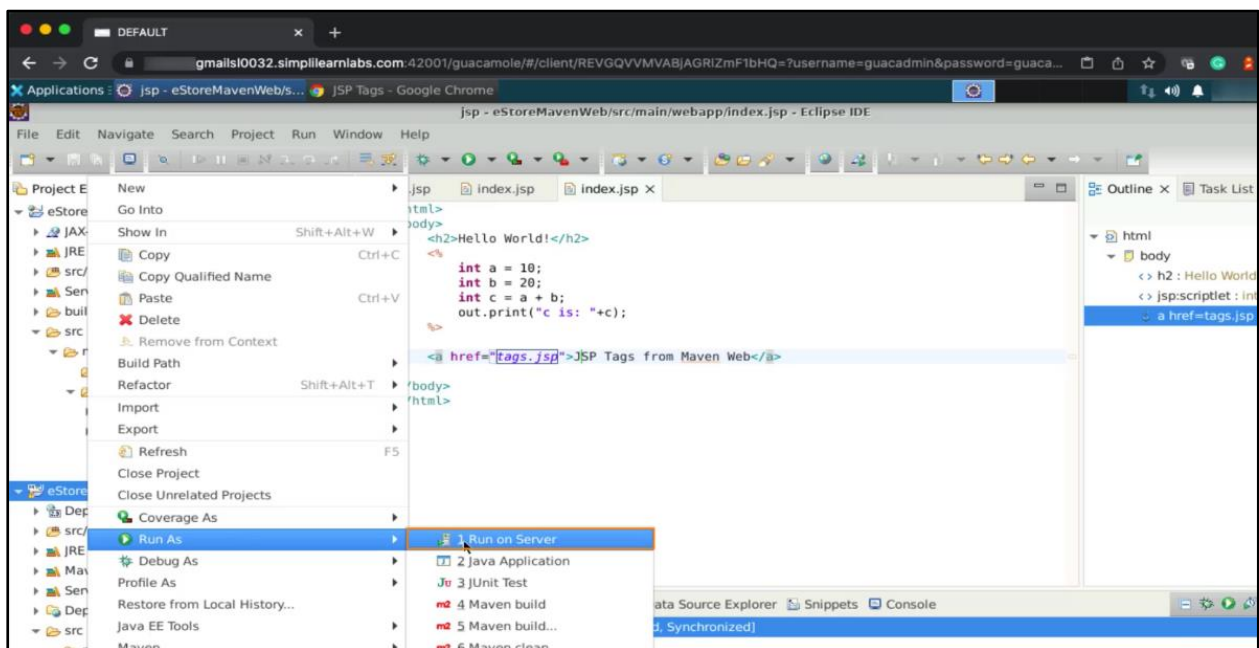 DEFAULT
gmailsl0032.simplilearnlabs.com:42001/guacamole/#/client/REVGQVVMVABjAGRlZmF1bHQ=?username=guacadmin&password=guaca...
Applications jsp - eStoreMavenWeb/s... JSP Tags - Google Chrome
jsp - eStoreMavenWeb/src/main/webapp/index.jsp - Eclipse IDE
File Edit Navigate Search Project Run Window Help
Project E
eStore
JAX-
JRE
src/
Serv
buil
src
eStore
Dep
src/
JRE
Mav
Serv
Dep
src
New
Go Into
Show In Shift+Alt+W
Copy Ctrl+C
Copy Qualified Name
Paste Ctrl+V
Delete
Remove from Context
Build Path
Refactor Shift+Alt+T
Import
Export
Refresh F5
Close Project
Close Unrelated Projects
Coverage As
Run As
Debug As
Profile As
Restore from Local History...
Java EE Tools
Maven
1 Run on Server
2 Java Application
3 JUnit Test
4 Maven build
5 Maven build...
6 Maven clean
.jsp index.jsp index.jsp
html>
body>
<h2>Hello World!</h2>
<%
int a = 10;
int b = 20;
int c = a + b;
out.print("c is: "+c);
%>
<a href="tags.jsp">JSP Tags from Maven Web</a>
/body>
/html>
Outline Task List
html
body
h2 : Hello World
jsp:scriptlet : int
a href=tags.jsp
ata Source Explorer Snippets Console
d, Synchronized]